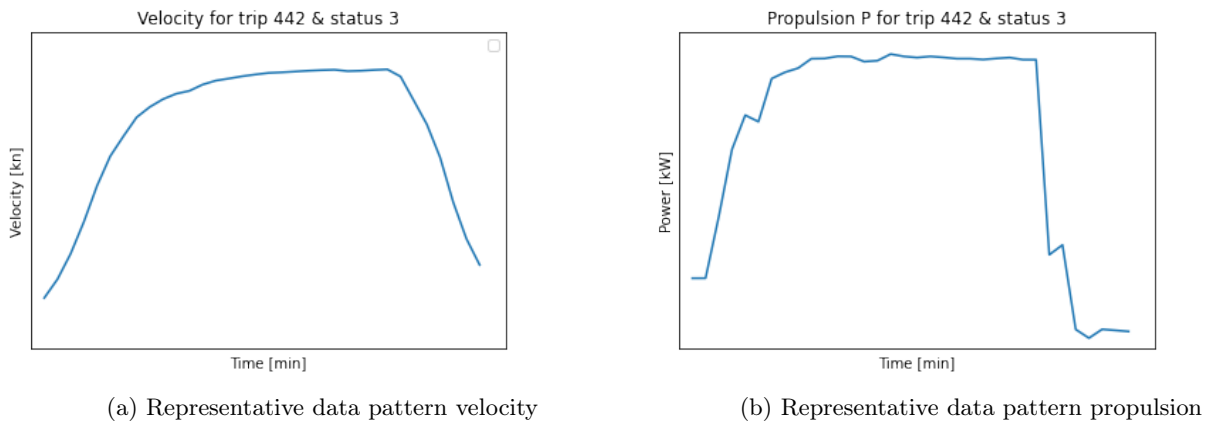 Velocity for trip 442 & status 3
Velocity [kn]
Time [min]
(a) Representative data pattern velocity
Propulsion P for trip 442 & status 3
Power [kW]
Time [min]
(b) Representative data pattern propulsion